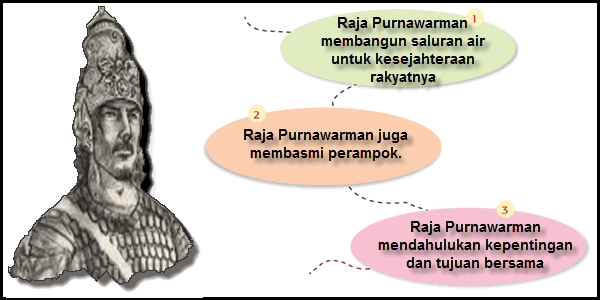 1
Raja Purnawarman
membangun saluran air
untuk kesejahteraan
rakyatnya
2
Raja Purnawarman juga
membasmi perampok.
3
Raja Purnawarman
mendahulukan kepentingan
dan tujuan bersama